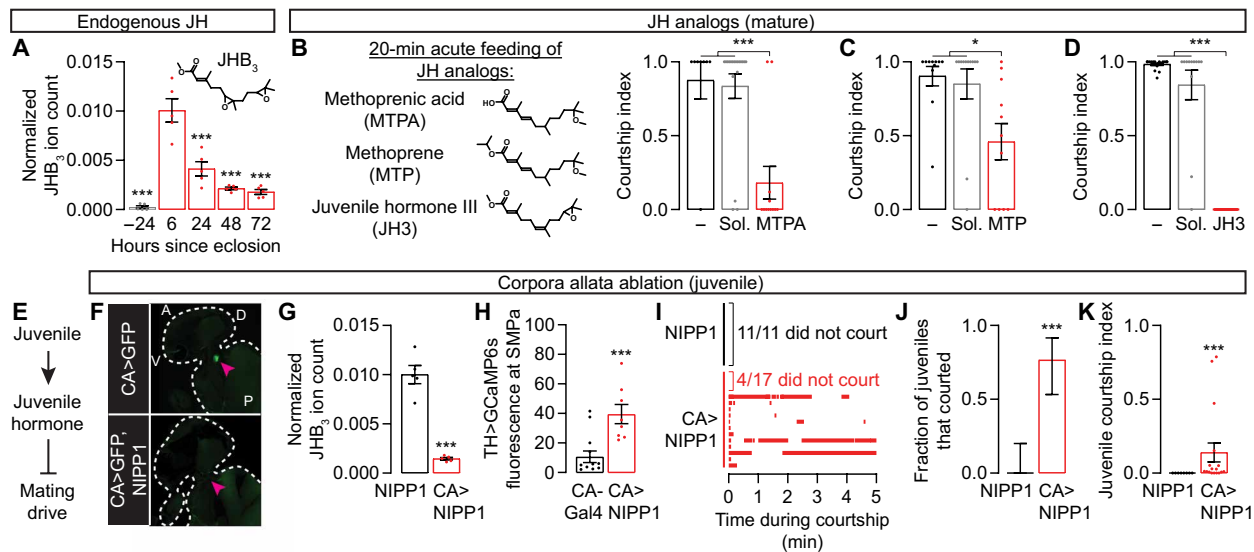 Endogenous JH
JH analogs (mature)
A
Normalized
JHB3 ion count
0.015
0.010
0.005
0.000
JHB3
O
O
O
O
***
***
***
***
−24 6 24 48 72
Hours since eclosion
B
20-min acute feeding of
JH analogs:
Methoprenic acid
(MTPA)
HO
O
O
Methoprene
(MTP)
O
O
O
Juvenile hormone III
(JH3)
O
O
O
Courtship index
1.0
0.5
0.0
***
– Sol. MTPA
C
Courtship index
1.0
0.5
0.0
*
– Sol. MTP
D
Courtship index
1.0
0.5
0.0
***
– Sol. JH3
Corpora allata ablation (juvenile)
E
Juvenile
Juvenile
hormone
Mating
drive
F
CA>GFP
CA>GFP,
NIPP1
A
D
V
P
G
Normalized
JHB3 ion count
0.015
0.010
0.005
0.000
***
NIPP1 CA>
NIPP1
H
TH>GCaMP6s
fluorescence at SMPa
100
80
60
40
20
0
***
CA- CA>
Gal4 NIPP1
I
NIPP1
11/11 did not court
4/17 did not court
CA>
NIPP1
0 1 2 3 4 5
Time during courtship
(min)
J
Fraction of juveniles
that courted
1.0
0.5
0.0
***
NIPP1 CA>
NIPP1
K
Juvenile courtship index
1.0
0.5
0.0
***
NIPP1 CA>
NIPP1